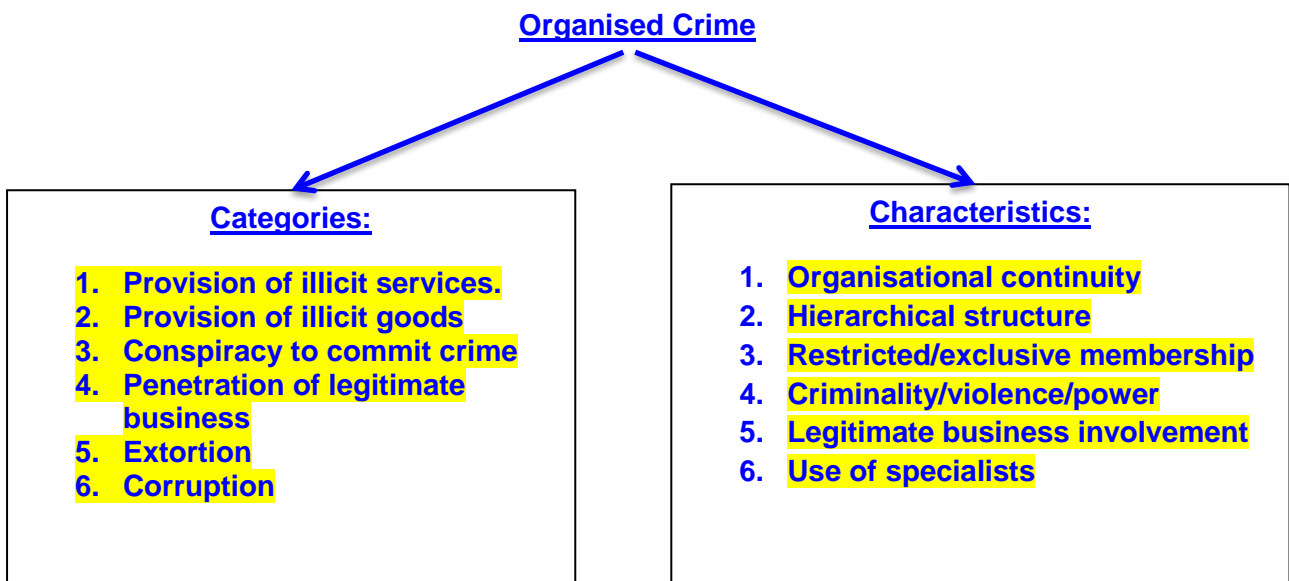 Organised Crime
Categories:
1. Provision of illicit services.
2. Provision of illicit goods
3. Conspiracy to commit crime
4. Penetration of legitimate
business
5. Extortion
6. Corruption
Characteristics:
1. Organisational continuity
2. Hierarchical structure
3. Restricted/exclusive membership
4. Criminality/violence/power
5. Legitimate business involvement
6. Use of specialists